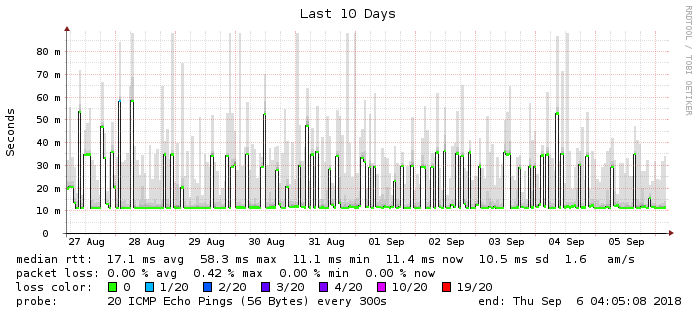 Last 10 Days
RRDTOOL / TOBI OETIKER
Seconds
80 m
70 m
60 m
50 m
40 m
30 m
20 m
10 m
0
27 Aug 28 Aug 29 Aug 30 Aug 31 Aug 01 Sep 02 Sep 03 Sep 04 Sep 05 Sep
median rtt: 17.1 ms avg 58.3 ms max 11.1 ms min 11.4 ms now 10.5 ms sd 1.6 am/s
packet loss: 0.00 % avg 0.42 % max 0.00 % min 0.00 % now
loss color: 0 1/20 2/20 3/20 4/20 10/20 19/20
probe: 20 ICMP Echo Pings (56 Bytes) every 300s end: Thu Sep 6 04:05:08 2018